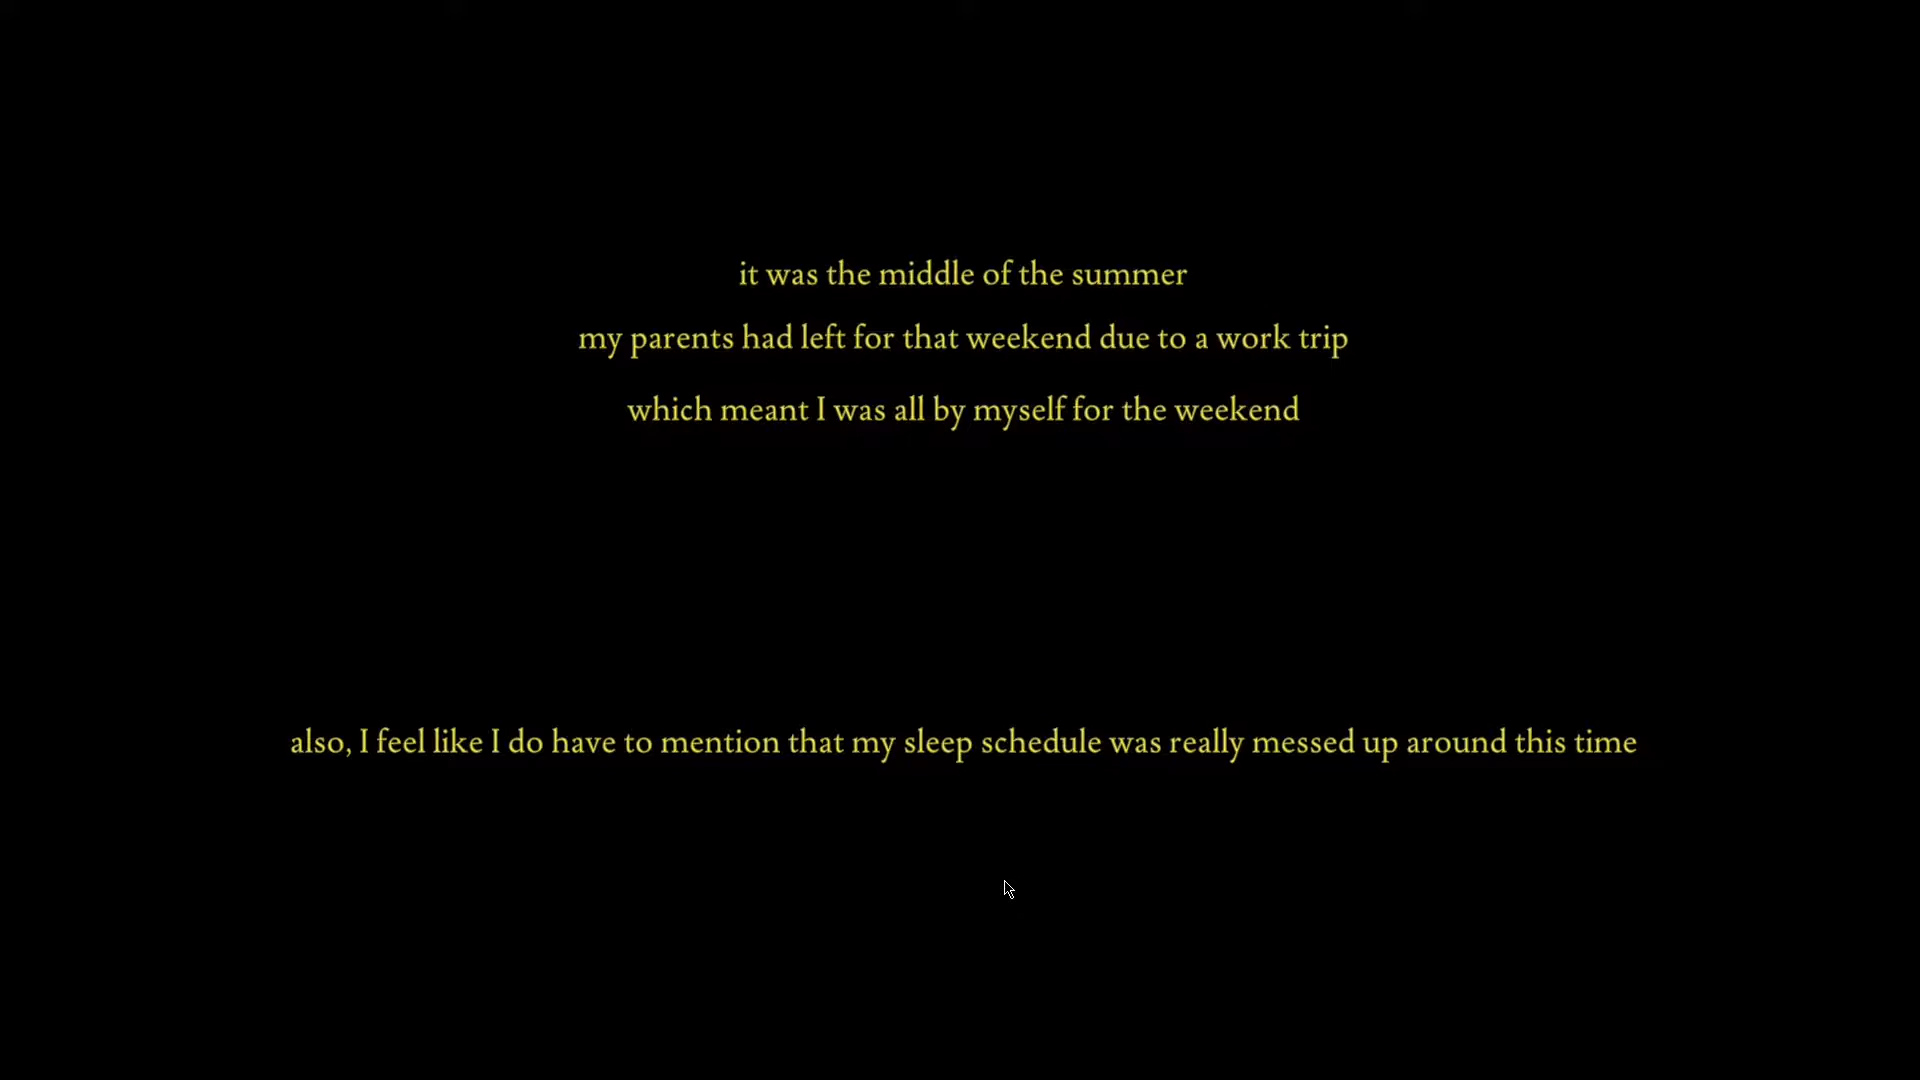 it was the middle of the summer
my parents had left for that weekend due to a work trip
which meant I was all by myself for the weekend
also, I feel like I do have to mention that my sleep schedule was really messed up around this time